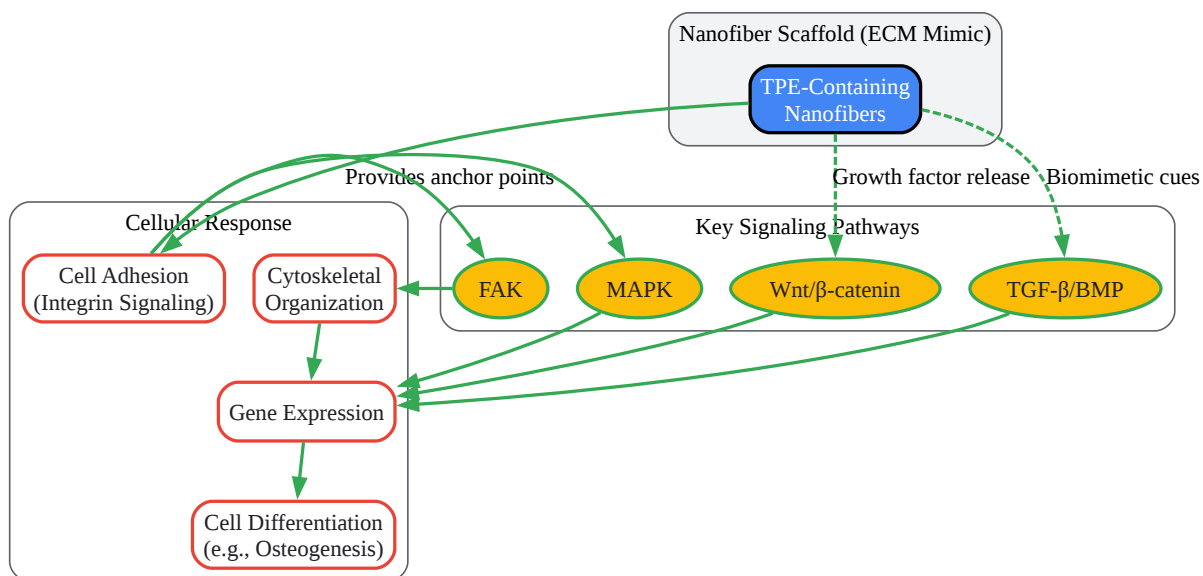 Nanofiber Scaffold (ECM Mimic)
TPE-Containing
Nanofibers
Provides anchor points
Growth factor release
Biomimetic cues
Cellular Response
Key Signaling Pathways
Cell Adhesion
(Integrin Signaling)
Cytoskeletal
Organization
FAK
MAPK
Wnt/β-catenin
TGF-β/BMP
Gene Expression
Cell Differentiation
(e.g., Osteogenesis)